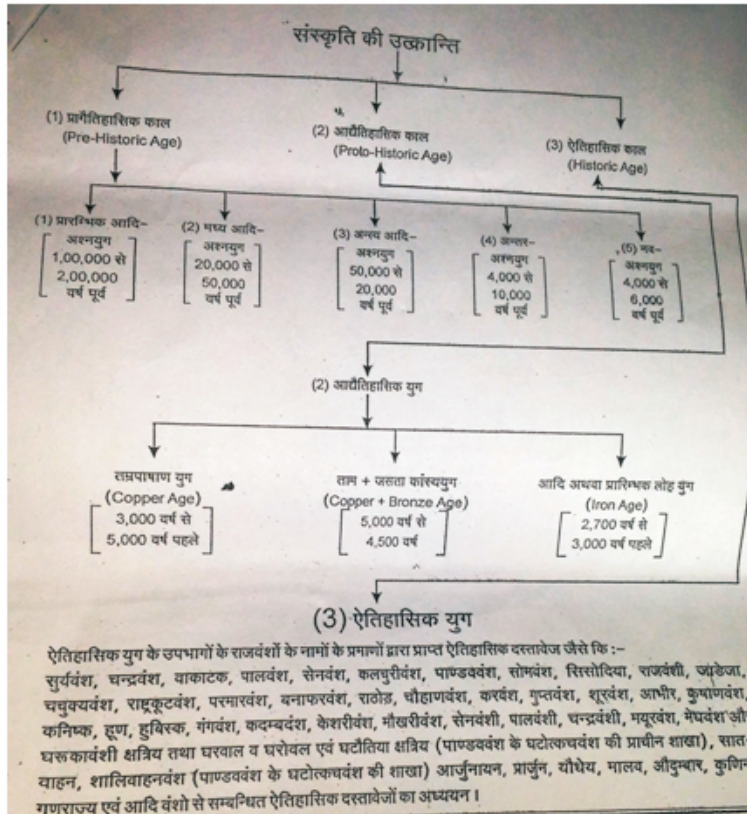 संस्कृति की उत्क्रान्ति
(1) प्रागैतिहासिक काल
(Pre-Historic Age)
(2) आद्यैतिहासिक काल
(Proto-Historic Age)
(3) ऐतिहासिक काल
(Historic Age)
(1) प्रारम्भिक आदि-
अश्नयुग
1,00,000 से
2,00,000
वर्ष पूर्व
(2) मध्य आदि-
अश्नयुग
20,000 से
50,000
वर्ष पूर्व
(3) अन्त्य आदि-
अश्नयुग
50,000 से
20,000
वर्ष पूर्व
(4) अन्तर-
अश्नयुग
4,000 से
10,000
वर्ष पूर्व
(5) नव-
अश्नयुग
4,000 से
6,000
वर्ष पूर्व
(2) आद्यैतिहासिक युग
ताम्रपाषाण युग
(Copper Age)
3,000 वर्ष से
5,000 वर्ष पहले
ताम + जस्ता कांस्ययुग
(Copper + Bronze Age)
5,000 वर्ष से
4,500 वर्ष
आदि अथवा प्रारिम्भक लोह युग
(Iron Age)
2,700 वर्ष से
3,000 वर्ष पहले
(3) ऐतिहासिक युग
ऐतिहासिक युग के उपभागों के राजवंशों के नामों के प्रमाणों द्वारा प्राप्त ऐतिहासिक दस्तावेज जैसे कि :-
सुर्यवंश, चन्द्रवंश, वाकाटक, पालवंश, सेनवंश, कलचुरीवंश, पाण्डववंश, सोमवंश, सिसोदिया, राजवंशी, जाडेजा,
चचुक्यवंश, राष्ट्रकूटवंश, परमारवंश, बनाफरवंश, राठोड़, चौहाणवंश, करवंश, गुप्तवंश, शूरवंश, आभीर, कुषाणवंश,
कनिष्क, हूण, हुबिस्क, गंगवंश, कदम्बवंश, केशरीवंश, मौखरीवंश, सेनवंशी, पालवंशी, चन्द्रवंशी, मयूरवंश, मेघवंश
घरूकावंशी क्षत्रिय तथा घरवाल व घरोवल एवं घटौतिया क्षत्रिय (पाण्डववंश के घटोत्कचवंश की प्राचीन शाखा), सात-
वाहन, शालिवाहनवंश (पाण्डववंश के घटोत्कचवंश की शाखा) आर्जुनायन, प्रार्जुन, यौधेय, मालव, औदुम्बार,
गणराज्य एवं आदि वंशो से सम्बन्धित ऐतिहासिक दस्तावेजों का अध्ययन।